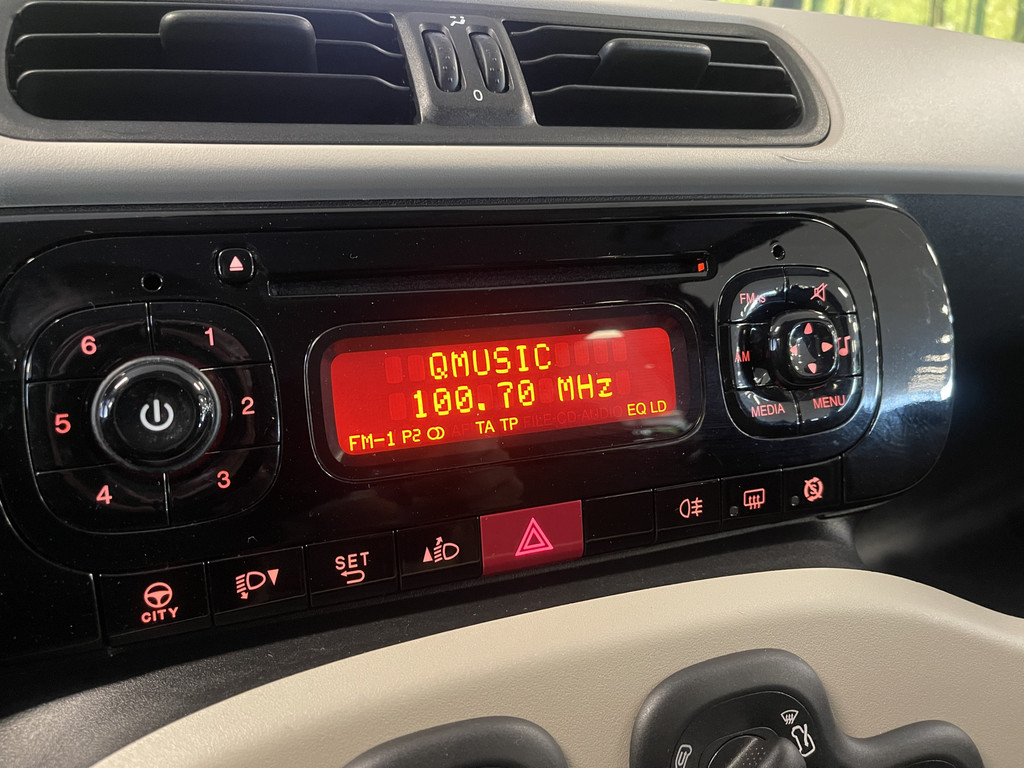 0
6
1
5
2
4
3
QMUSIC
100.70 MHz
FM-1 P2 TA TP EQ LD
AM
MEDIA
MENU
CITY
SET